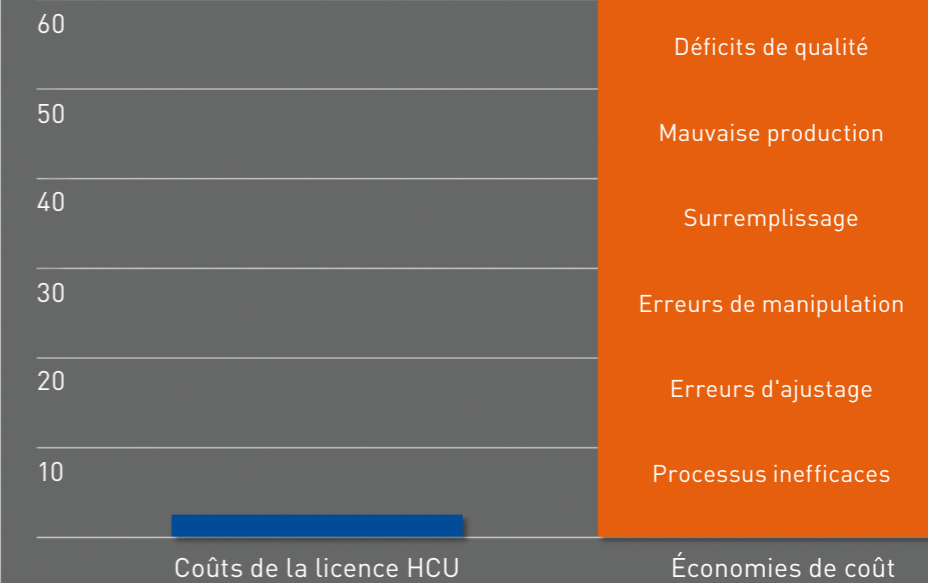 60
Déficits de qualité
50
Mauvaise production
40
Surremplissage
30
Erreurs de manipulation
20
Erreurs d'ajustage
10
Processus inefficaces
Coûts de la licence HCU
Économies de coût